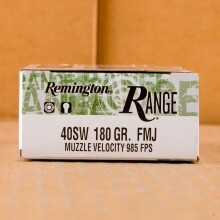 Remington
RANGE
40SW 180 GR. FMJ
MUZZLE VELOCITY 985 FPS